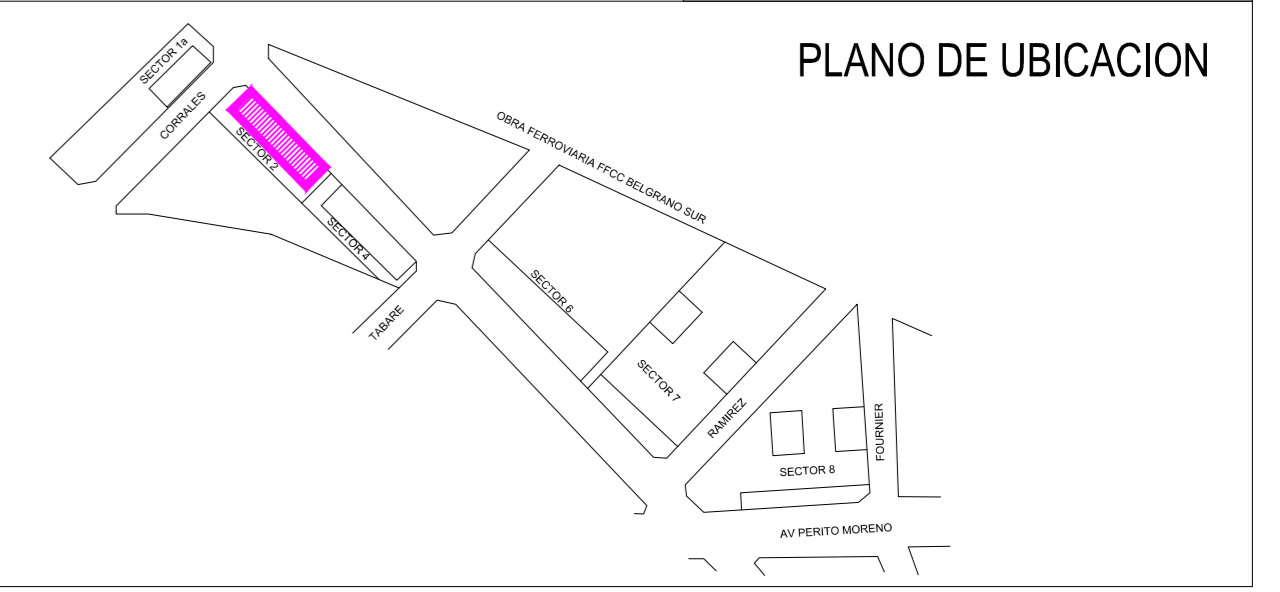 PLANO DE UBICACION
SECTOR 1a
CORRALES
SECTOR 2
OBRA FERROVIARIA FFCC BELGRANO SUR
SECTOR 4
TABARE
SECTOR 6
SECTOR 7
RAMIREZ
FOURNIER
SECTOR 8
AV PERITO MORENO